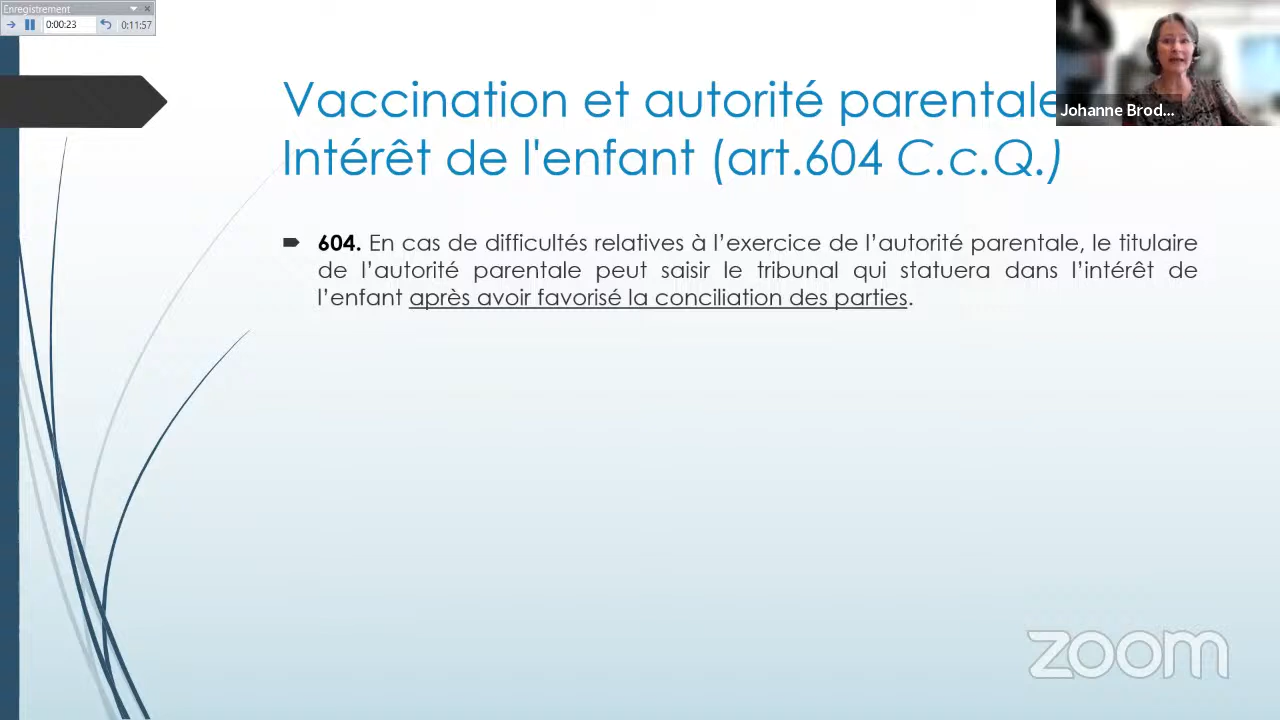 Enregistrement
0:00:23
0:11:57
Vaccination et autorité parentale
Johanne Brod...
Intérêt de l'enfant (art.604 C.c.Q.)
604. En cas de difficultés relatives à l’exercice de l’autorité parentale, le titulaire
de l’autorité parentale peut saisir le tribunal qui statuera dans l’intérêt de
l’enfant après avoir favorisé la conciliation des parties.
zoom